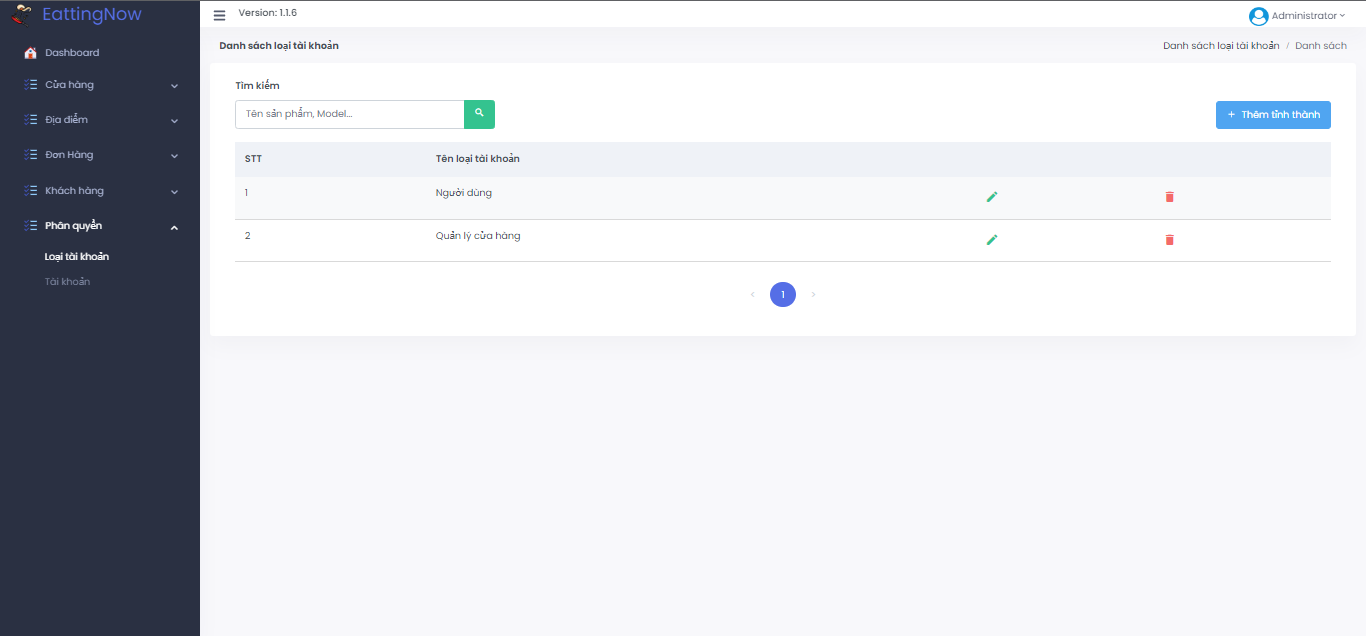 EattingNow
Dashboard
Cửa hàng
Địa điểm
Đơn Hàng
Khách hàng
Phân quyền
Loại tài khoản
Tài khoản
Version: 1.1.6
Administrator
Danh sách loại tài khoản
Danh sách loại tài khoản / Danh sách
Tìm kiếm
Tên sản phẩm, Model...
+ Thêm tỉnh thành
STT Tên loại tài khoản
1 Người dùng
2 Quản lý cửa hàng
‹ 1 ›